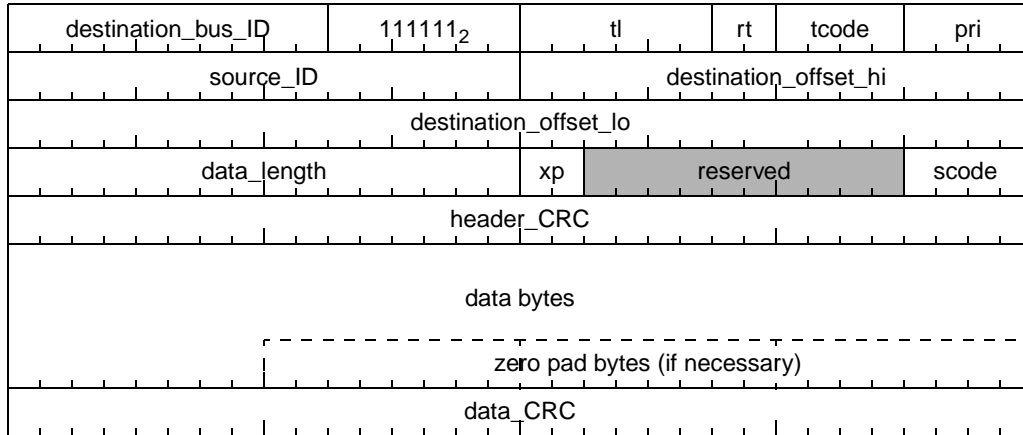 destination_bus_ID 111111₂ tl rt tcode pri
source_ID destination_offset_hi
destination_offset_lo
data_length xp reserved scode
header_CRC
data bytes
zero pad bytes (if necessary)
data_CRC